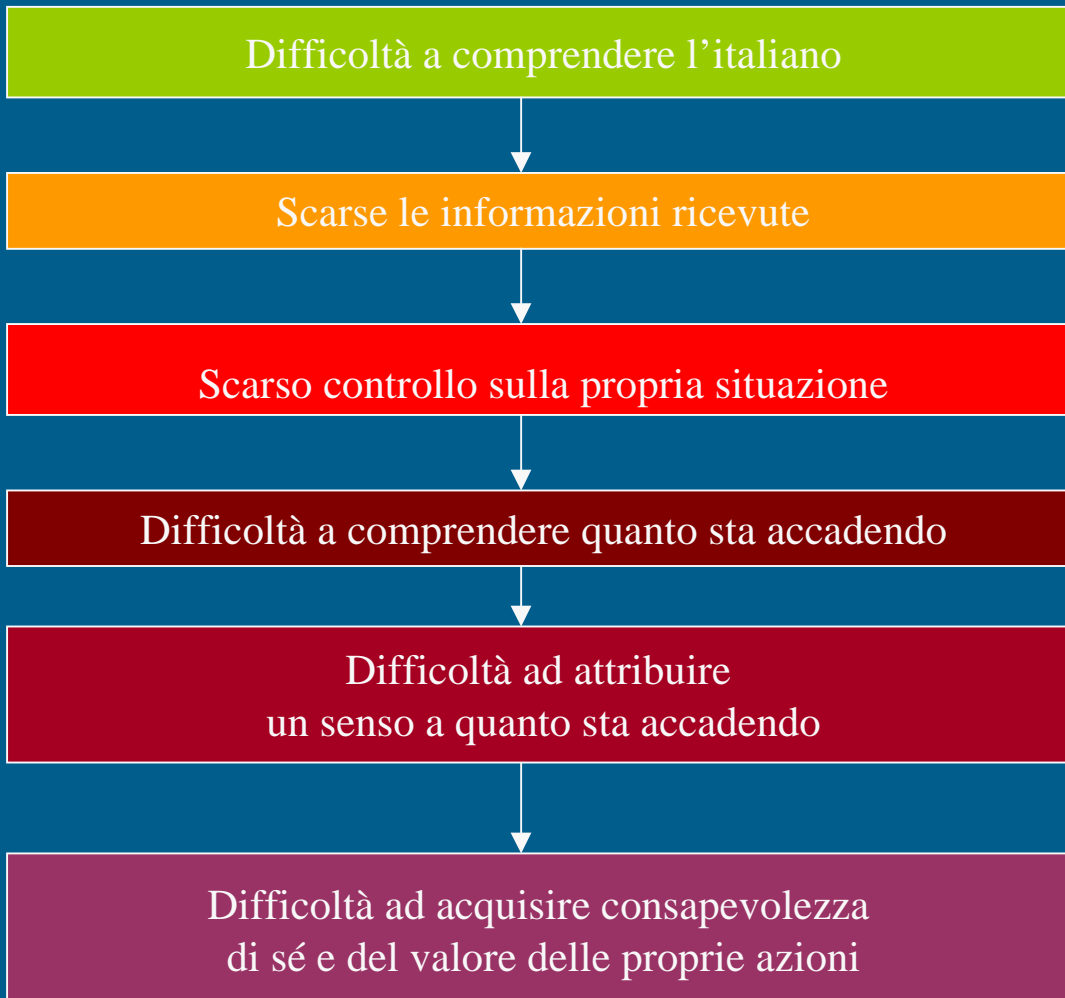 Difficoltà a comprendere l’italiano
Scarse le informazioni ricevute
Scarso controllo sulla propria situazione
Difficoltà a comprendere quanto sta accadendo
Difficoltà ad attribuire
un senso a quanto sta accadendo
Difficoltà ad acquisire consapevolezza
di sé e del valore delle proprie azioni